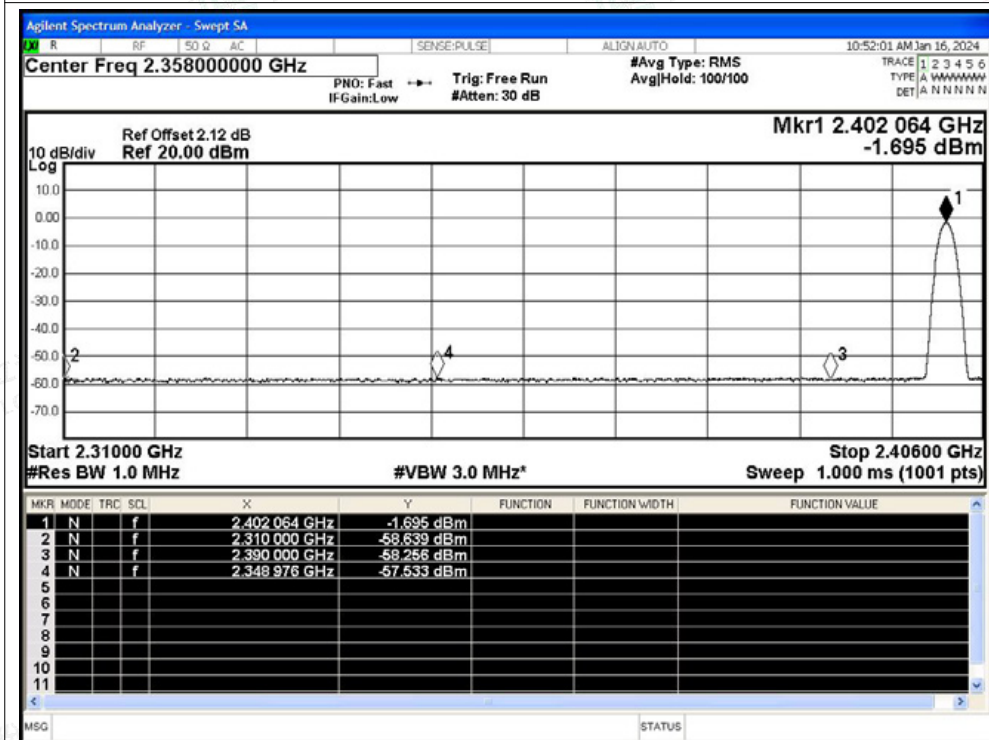 Agilent Spectrum Analyzer - Swept SA
R RF 50 Ω AC SENSE:PULSE ALIGN AUTO 10:52:01 AM Jan 16, 2024
Center Freq 2.358000000 GHz #Avg Type: RMS TRACE 1 2 3 4 5 6
PNO: Fast Trig: Free Run Avg|Hold: 100/100 TYPE A WWWWW
IFGain:Low #Atten: 30 dB DET A N N N N N
Mkr1 2.402 064 GHz
Ref Offset 2.12 dB
10 dB/div Ref 20.00 dBm -1.695 dBm
Log
10.0
1
0.00
-10.0
-20.0
-30.0
-40.0
-50.0 2 4 3
-60.0
-70.0
Start 2.31000 GHz Stop 2.40600 GHz
#Res BW 1.0 MHz #VBW 3.0 MHz* Sweep 1.000 ms (1001 pts)
MKR MODE TRC SCL X Y FUNCTION FUNCTION WIDTH FUNCTION VALUE
1 N f 2.402 064 GHz -1.695 dBm
2 N f 2.310 000 GHz -58.639 dBm
3 N f 2.390 000 GHz -58.256 dBm
4 N f 2.348 976 GHz -57.533 dBm
5
6
7
8
9
10
11
MSG STATUS